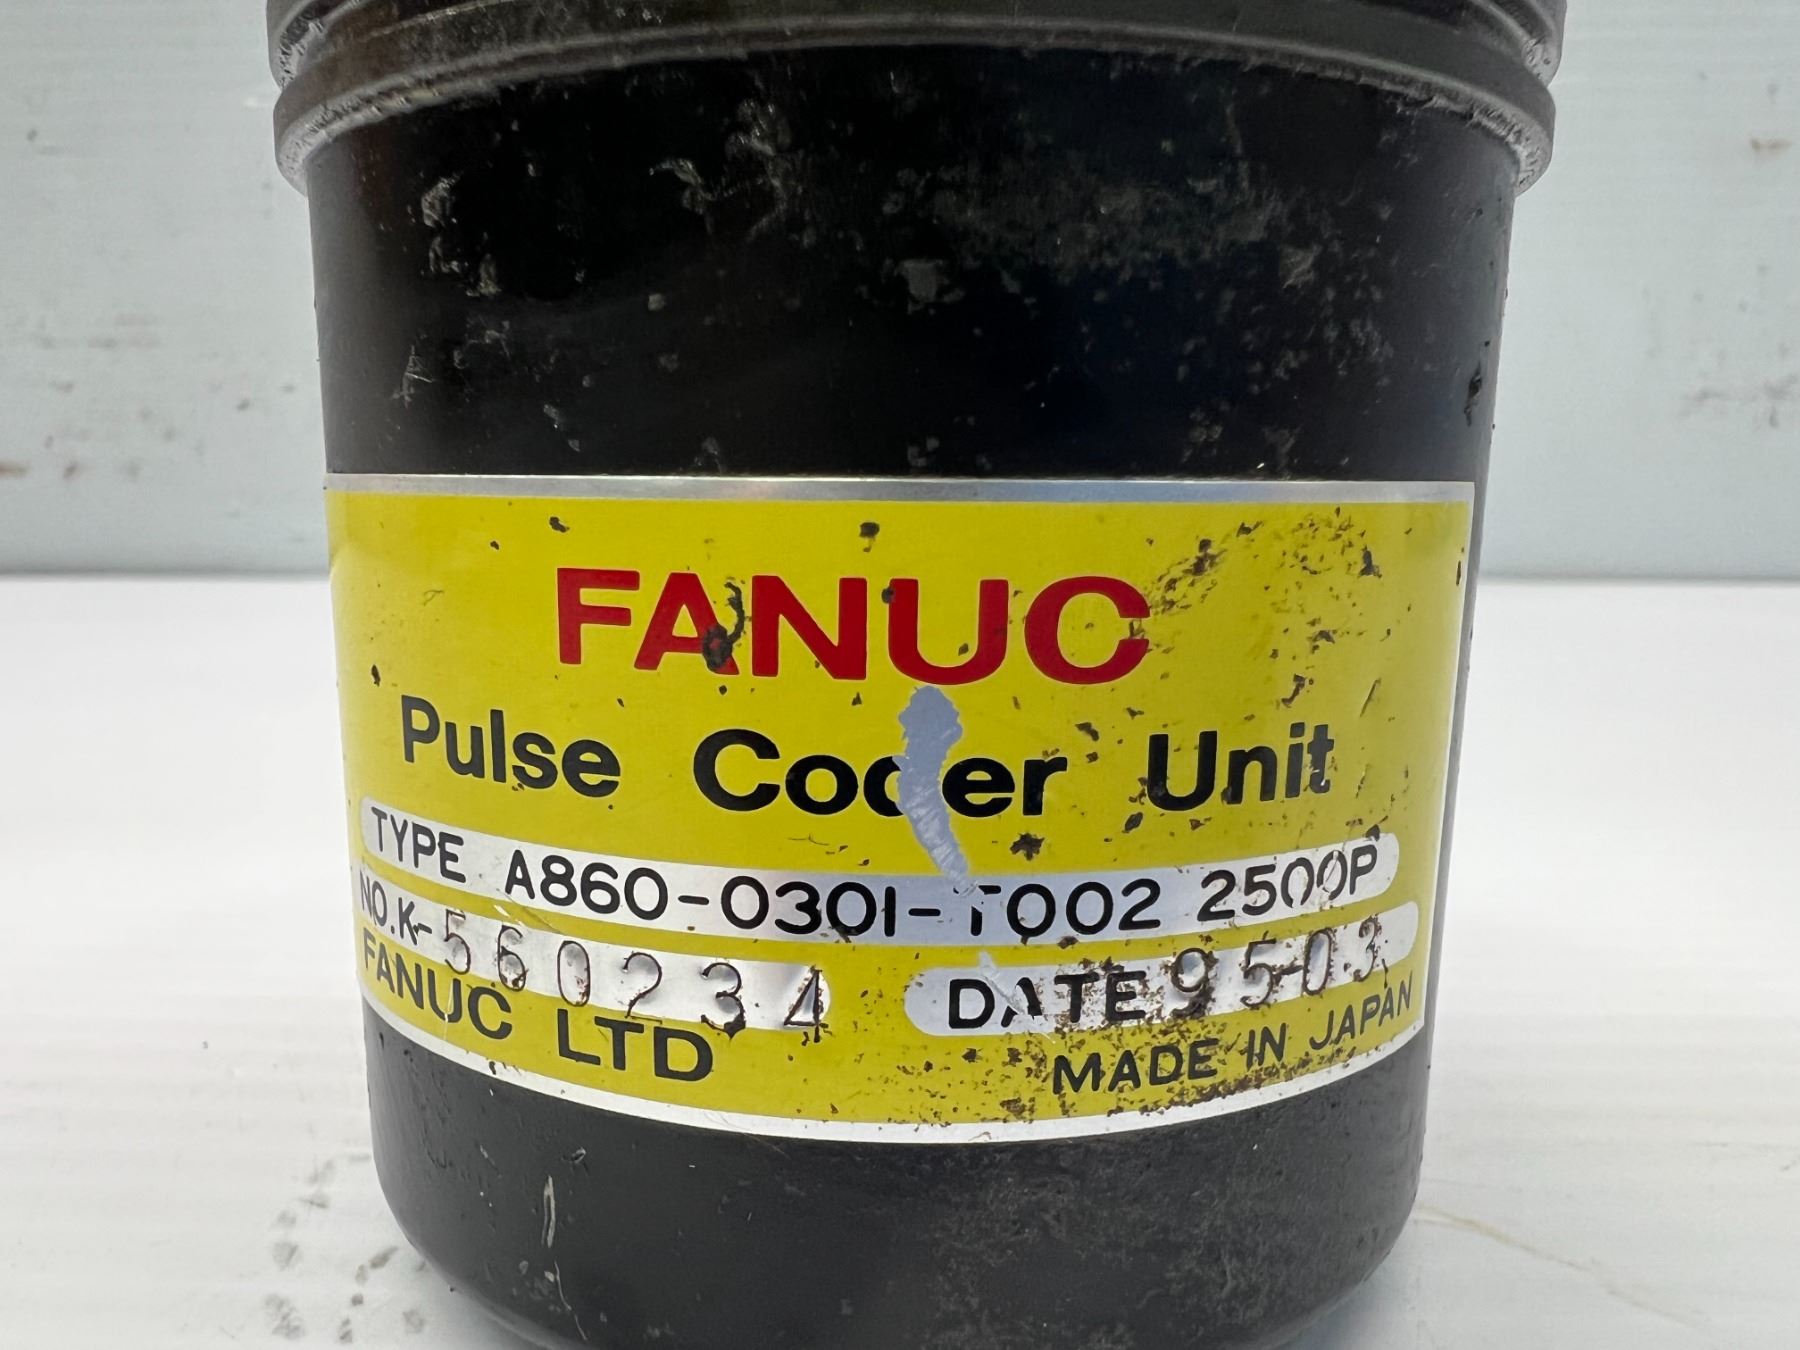 FANUC
Pulse Coder Unit
TYPE A860-0301-T002 2500P
NO.K-560234 DATE 95-03
FANUC LTD MADE IN JAPAN